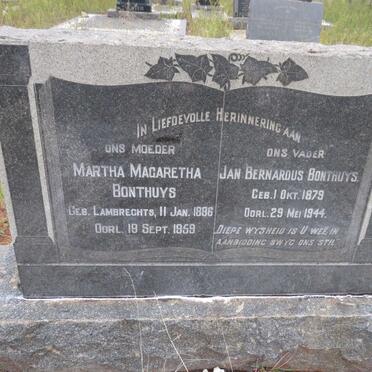 In Liefdevolle Herinnering aan
ons moeder
Martha Magaretha
Bonthuys
Geb. Lambrechts, 11 Jan. 1886
Oorl. 19 Sept. 1959
ons vader
Jan Bernardus Bonthuys.
Geb. 1 Okt. 1879
Oorl. 29 Mei 1944.
Diepe wysheid is U weë in
aanbidding swyg ons stil